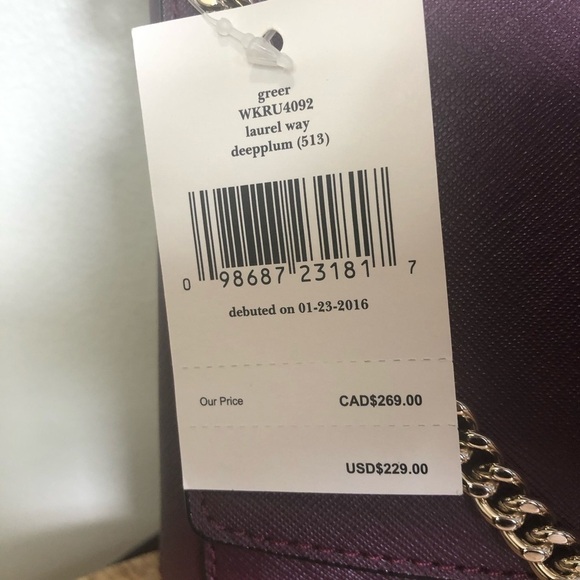 greer
WKRU4092
laurel way
deepplum (513)
0 98687 23181 7
debuted on 01-23-2016
Our Price CAD$269.00
USD$229.00